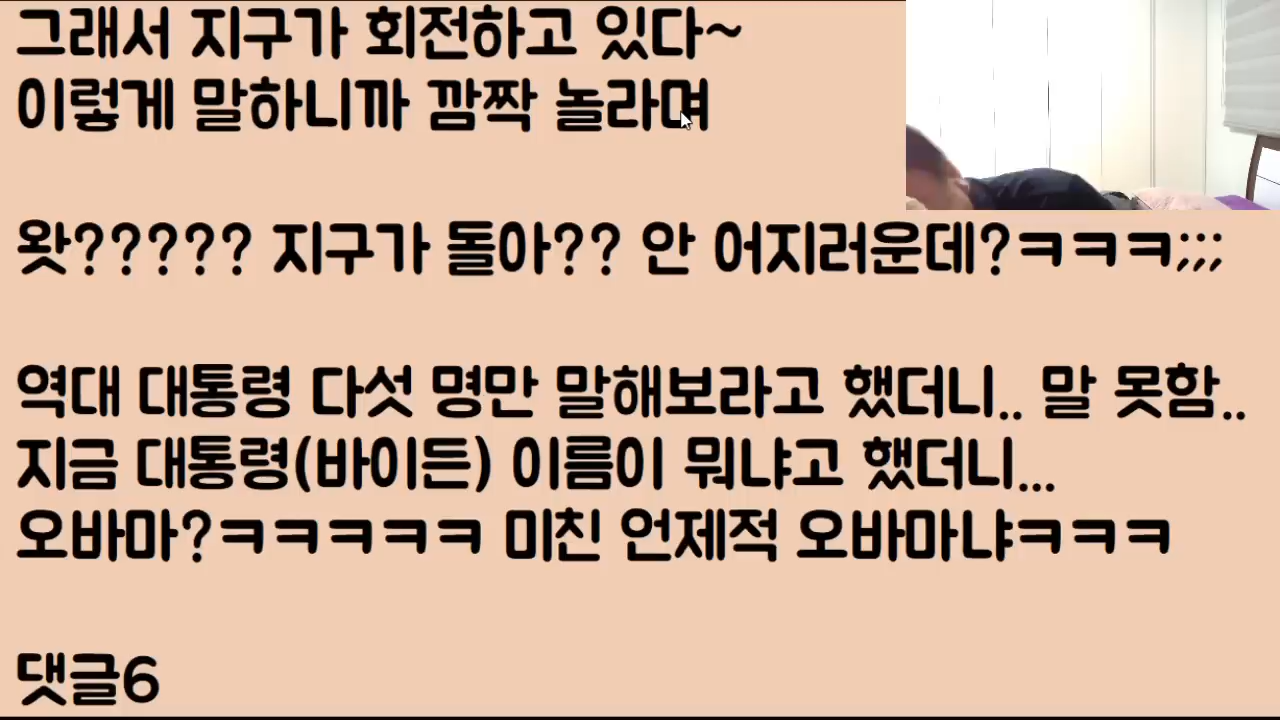 그래서 지구가 회전하고 있다~
이렇게 말하니까 깜짝 놀라며
왓????? 지구가 돌아?? 안 어지러운데?ㅋㅋㅋ;;;
역대 대통령 다섯 명만 말해보라고 했더니.. 말 못함..
지금 대통령(바이든) 이름이 뭐냐고 했더니...
오바마?ㅋㅋㅋㅋㅋ 미친 언제적 오바마냐ㅋㅋㅋ
댓글6